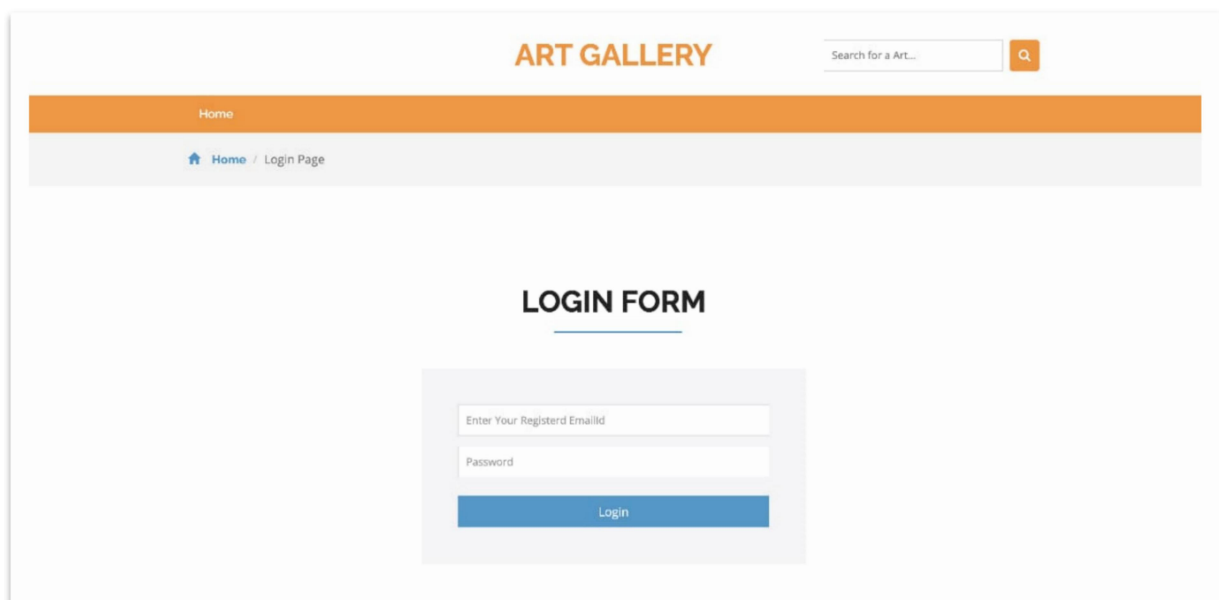 ART GALLERY
Search for a Art...
Home
Home / Login Page
LOGIN FORM
Enter Your Registerd EmailId
Password
Login